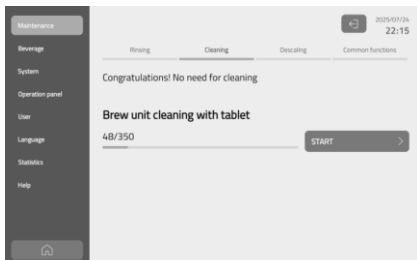 Maintenance
2025/07/24
22:15
Beverage
Rinsing
Cleaning
Descaling
Common functions
System
Congratulations! No need for cleaning
Operation panel
User
Brew unit cleaning with tablet
Language
48/350
START
Statistics
Help